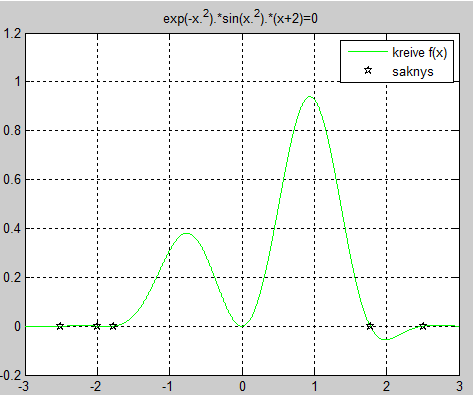 exp(-x.²).*sin(x.²).*(x+2)=0
kreive f(x)
saknys
1.2
1
0.8
0.6
0.4
0.2
0
-0.2
-3 -2 -1 0 1 2 3